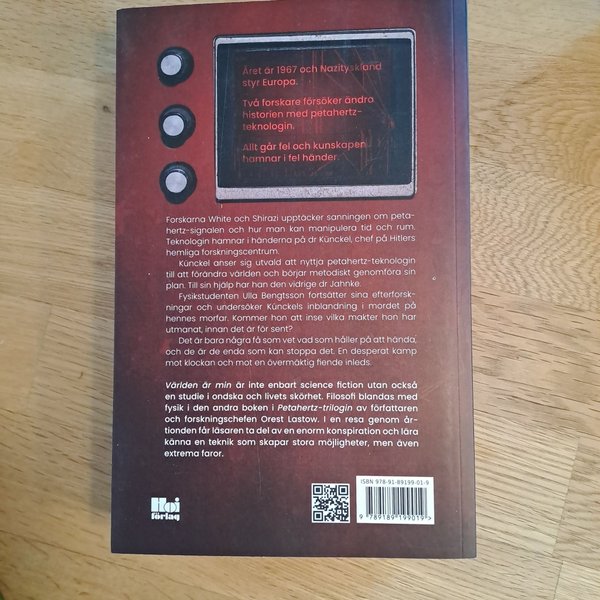 Året är 1967 och Nazityskland
styr Europa.
Två forskare försöker ändra
historien med petahertz-
teknologin.
Allt går fel och kunskapen
hamnar i fel händer.
Forskarna White och Shirazi upptäcker sanningen om peta-
hertz-signalen och hur man kan manipulera tid och rum.
Teknologin hamnar i händerna på dr Künckel, chef på Hitlers
hemliga forskningscentrum.
Künckel anser sig utvald att nyttja petahertz-teknologin
till att förändra världen och börjar metodiskt genomföra sin
plan. Till sin hjälp har han den vidrige dr Jahnke.
Fysikstudenten Ulla Bengtsson fortsätter sina efterforsk-
ningar och undersöker Künckels inblandning i mordet på
hennes morfar. Kommer hon att inse vilka makter hon har
utmanat, innan det är för sent?
Det är bara några få som vet vad som håller på att hända,
och de är de enda som kan stoppa det. En desperat kamp
mot klockan och mot en övermäktig fiende inleds.
Världen är min är inte enbart science fiction utan också
en studie i ondska och livets skörhet. Filosofi blandas med
fysik i den andra boken i Petahertz-trilogin av författaren
och forskningschefen Orest Lastow. I en resa genom år-
tionden får läsaren ta del av en enorm konspiration och lära
känna en teknik som skapar stora möjligheter, men även
extrema faror.
ISBN 978-91-89199-01-9
Hoi
förlag
9 789189 199019 >